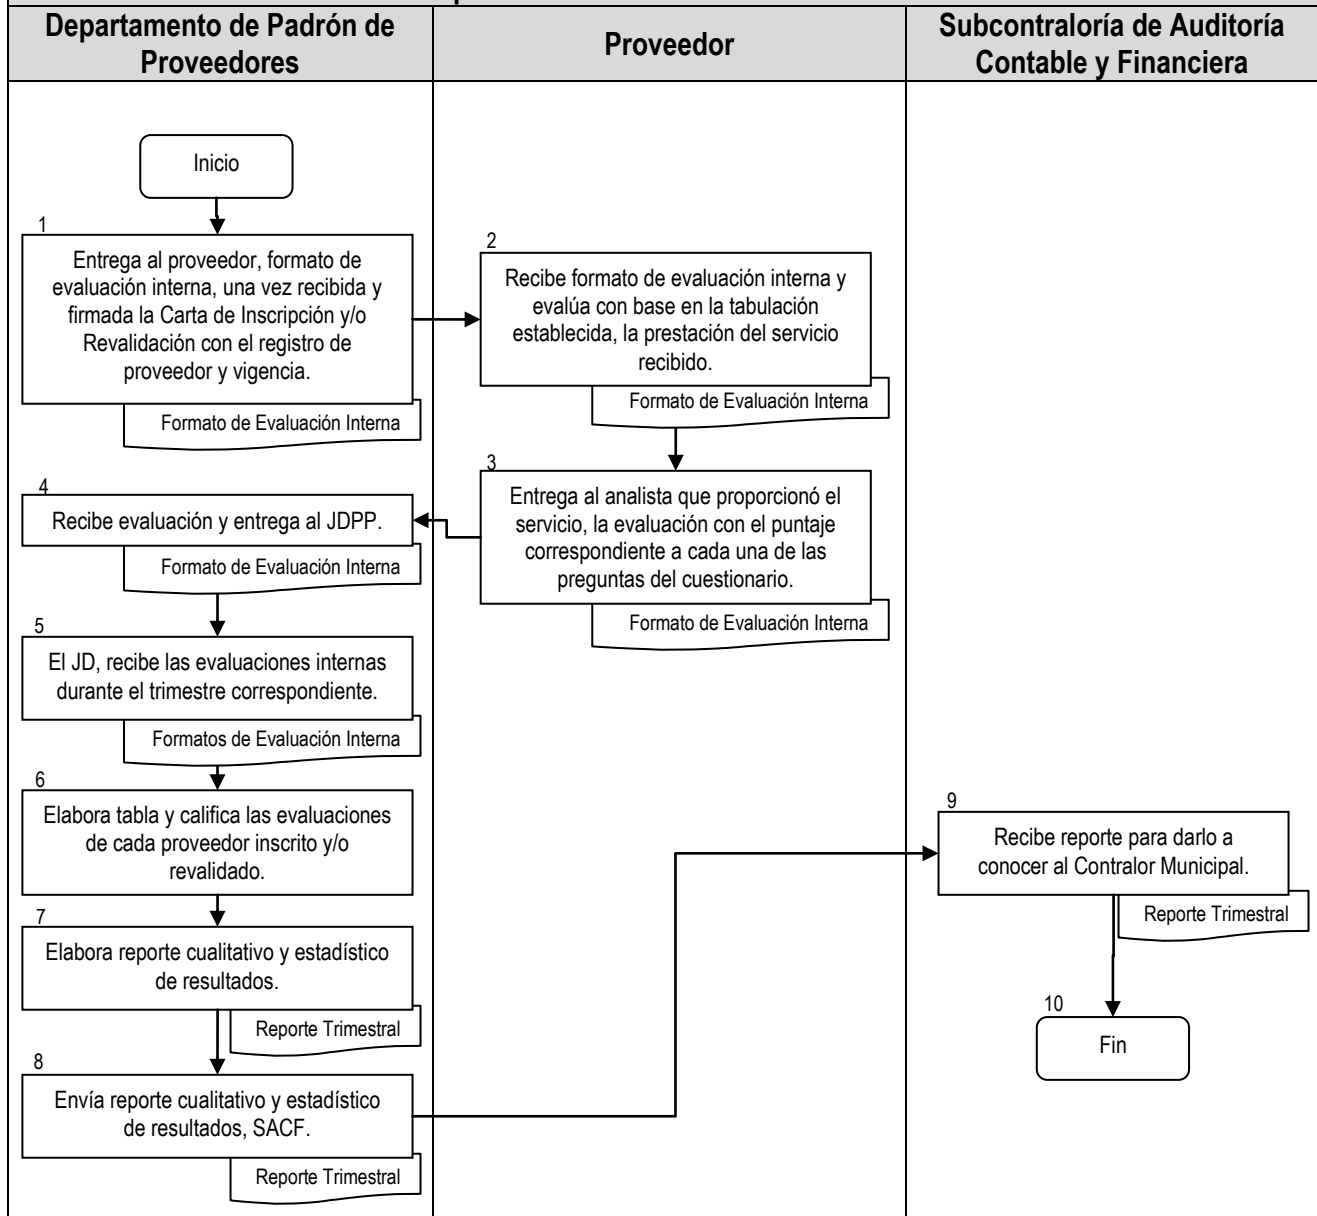 Departamento de Padrón de
Proveedores
Proveedor
Subcontraloría de Auditoría
Contable y Financiera
Inicio
1
Entrega al proveedor, formato de
evaluación interna, una vez recibida y
firmada la Carta de Inscripción y/o
Revalidación con el registro de
proveedor y vigencia.
Formato de Evaluación Interna
2
Recibe formato de evaluación interna y
evalúa con base en la tabulación
establecida, la prestación del servicio
recibido.
Formato de Evaluación Interna
3
Entrega al analista que proporcionó el
servicio, la evaluación con el puntaje
correspondiente a cada una de las
preguntas del cuestionario.
Formato de Evaluación Interna
4
Recibe evaluación y entrega al JDPP.
Formato de Evaluación Interna
5
El JD, recibe las evaluaciones internas
durante el trimestre correspondiente.
Formatos de Evaluación Interna
6
Elabora tabla y califica las evaluaciones
de cada proveedor inscrito y/o
revalidado.
7
Elabora reporte cualitativo y estadístico
de resultados.
Reporte Trimestral
8
Envía reporte cualitativo y estadístico
de resultados, SACF.
Reporte Trimestral
9
Recibe reporte para darlo a
conocer al Contralor Municipal.
Reporte Trimestral
10
Fin